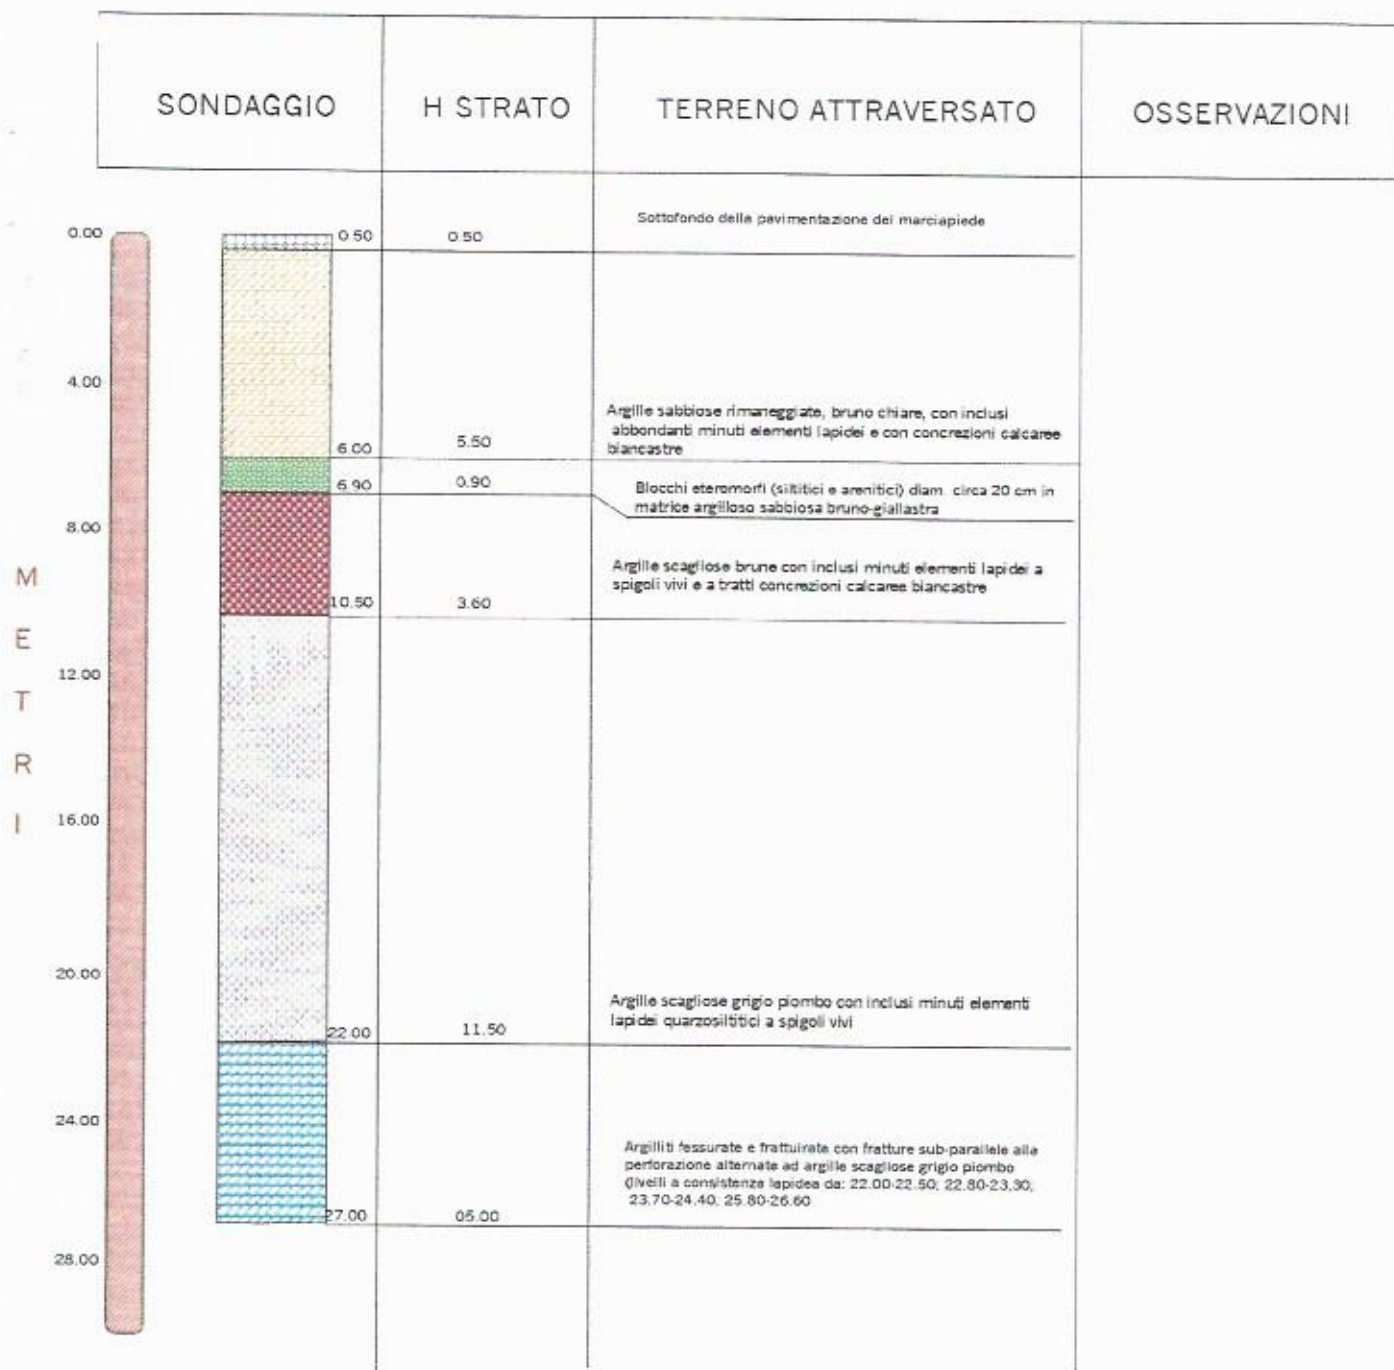 SONDAGGIO H STRATO TERRENO ATTRAVERSATO OSSERVAZIONI
Sottofondo della pavimentazione dei marciapiede
0.00 0.50 0.50
4.00
Argille sabbiose rimaneggiate, bruno chiare, con inclusi
abbondanti minuti elementi lapidei e con concrezioni calcaree
biancastre
6.00 5.50
6.90 0.90
Blocchi eteromorfi (siltitici e arenitici) diam. circa 20 cm in
matrice argilloso sabbiosa bruno-giallastra
8.00
Argille scagliose brune con inclusi minuti elementi lapidei a
spigoli vivi e a tratti concrezioni calcaree biancastre
10.50 3.60
12.00
METRI
16.00
20.00
Argille scagliose grigio piombo con inclusi minuti elementi
lapidei quarzosiltitici a spigoli vivi
22.00 11.50
24.00
Argilliti fessurate e frattuirate con fratture sub-parallele alla
perforazione alternate ad argille scagliose grigio piombo
(livelli a consistenza lapidea da: 22.00-22.50; 22.80-23.30;
23.70-24.40, 25.80-26.60
27.00 05.00
28.00